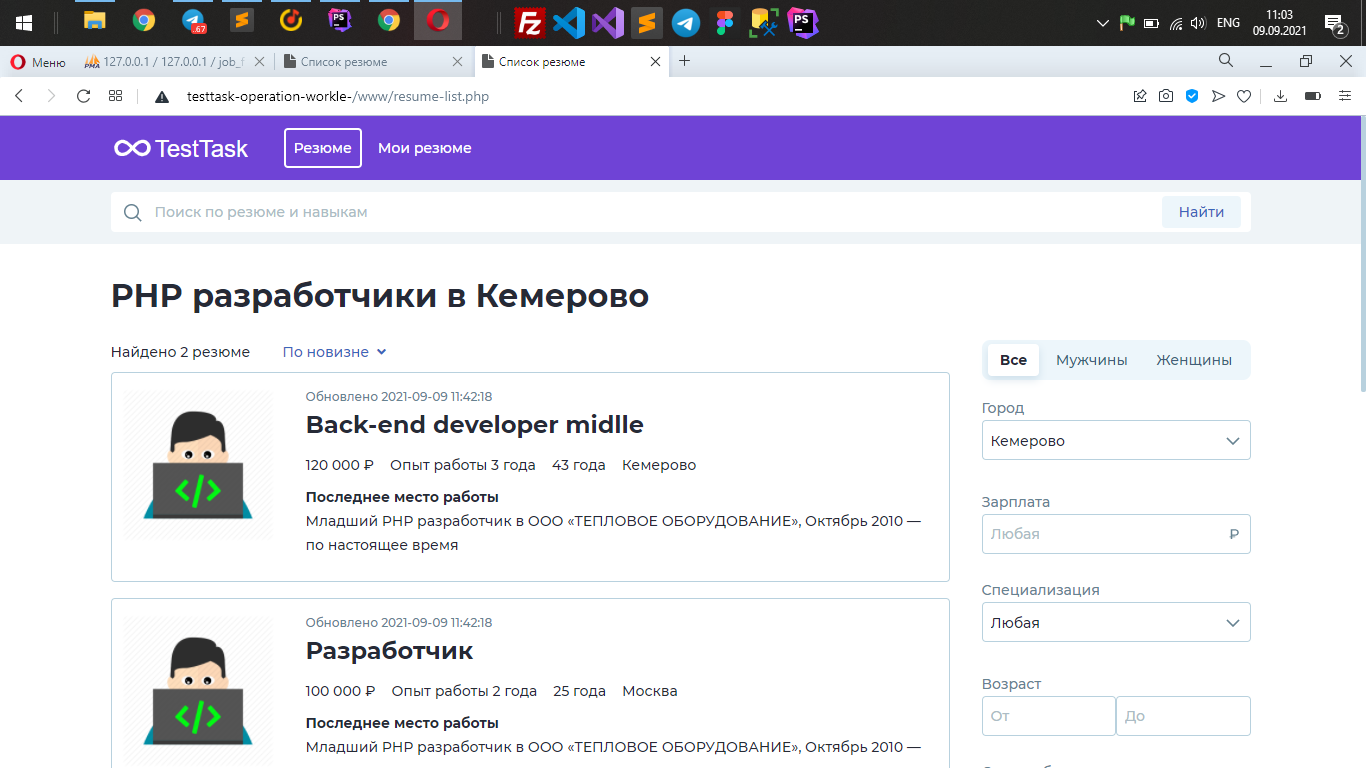 .67
PS
Fz
PS
ENG
11:03
09.09.2021
2
Меню
PMA
127.0.0.1 / 127.0.0.1 / job_
Список резюме
Список резюме
testtask-operation-workle-/www/resume-list.php
TestTask
Резюме
Мои резюме
Поиск по резюме и навыкам
Найти
PHP разработчики в Кемерово
Найдено 2 резюме
По новизне
Все
Мужчины
Женщины
Обновлено 2021-09-09 11:42:18
Back-end developer midlle
120 000 ₽ Опыт работы 3 года 43 года Кемерово
Последнее место работы
Младший PHP разработчик в ООО «ТЕПЛОВОЕ ОБОРУДОВАНИЕ», Октябрь 2010 —
по настоящее время
</>
Обновлено 2021-09-09 11:42:18
Разработчик
100 000 ₽ Опыт работы 2 года 25 года Москва
Последнее место работы
Младший PHP разработчик в ООО «ТЕПЛОВОЕ ОБОРУДОВАНИЕ», Октябрь 2010 —
</>
Город
Кемерово
Зарплата
Любая
₽
Специализация
Любая
Возраст
От
До